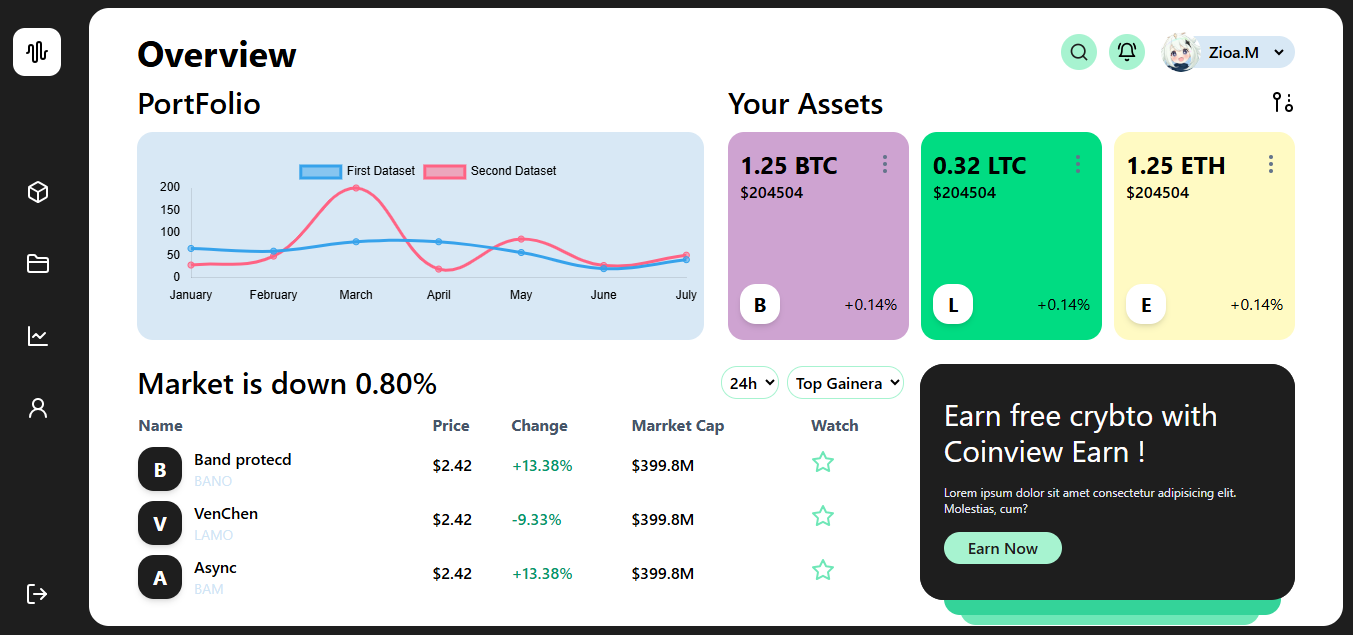 Overview
Zioa.M
PortFolio
Your Assets
First Dataset
Second Dataset
200
150
100
50
0
January February March April May June July
1.25 BTC
$204504
B
+0.14%
0.32 LTC
$204504
L
+0.14%
1.25 ETH
$204504
E
+0.14%
Market is down 0.80%
24h
Top Gainera
Name Price Change Marrket Cap Watch
B Band protecd $2.42 +13.38% $399.8M
BANO
V VenChen $2.42 -9.33% $399.8M
LAMO
A Async $2.42 +13.38% $399.8M
BAM
Earn free crybto with
Coinview Earn !
Lorem ipsum dolor sit amet consectetur adipisicing elit.
Molestias, cum?
Earn Now